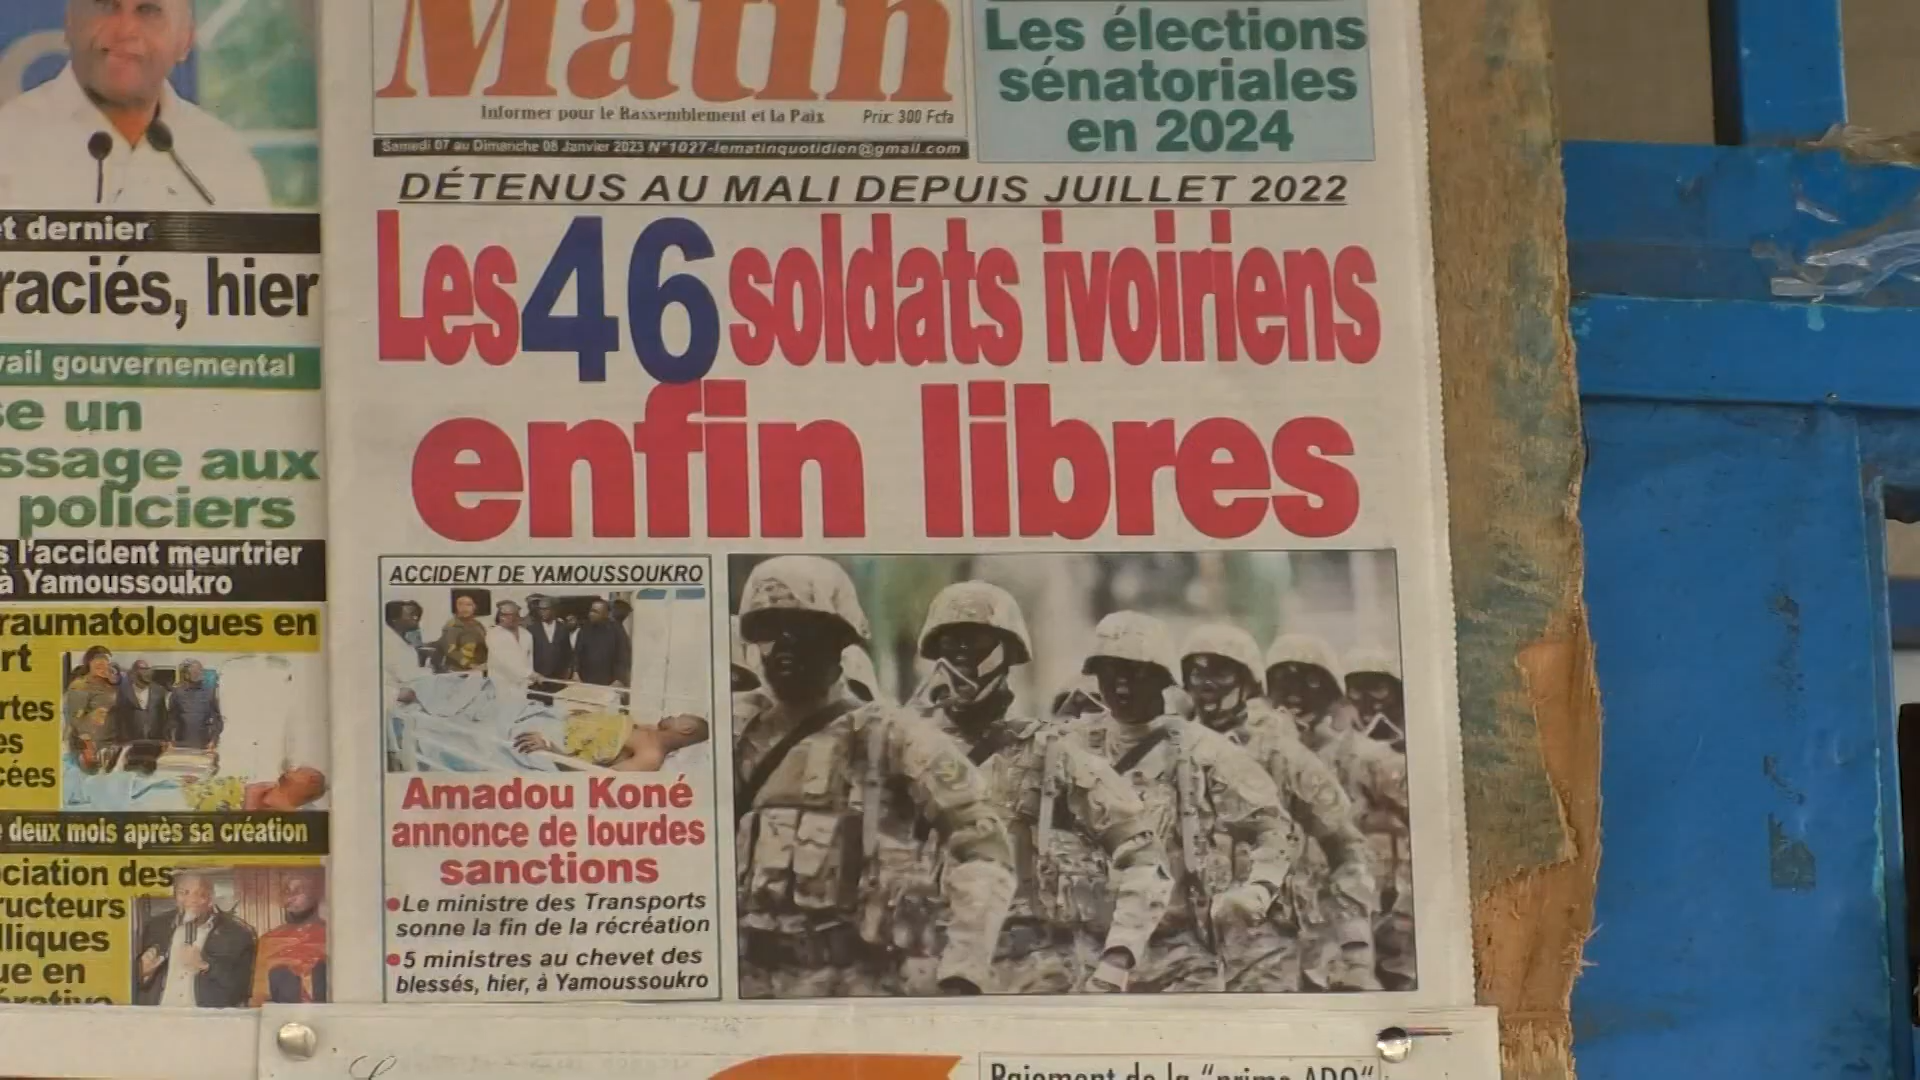 Matin
Informer pour le Rassemblement et la Paix
Prix: 300 Fcfa
Samedi 07 au Dimanche 08 Janvier 2023 N°1027-lematinquotidien@gmail.com
Les élections
sénatoriales
en 2024
DÉTENUS AU MALI DEPUIS JUILLET 2022
Les 46 soldats ivoiriens
enfin libres
ACCIDENT DE YAMOUSSOUKRO
Amadou Koné
annonce de lourdes
sanctions
•Le ministre des Transports
sonne la fin de la récréation
•5 ministres au chevet des
blessés, hier, à Yamoussoukro
t dernier
raciés, hier
vail gouvernemental
se un
ssage aux
policiers
s l'accident meurtrier
à Yamoussoukro
raumatologues en
rt
rtes
es
cées
deux mois après sa création
ciation des
ructeurs
lliques
ue en
érative
Paiement de la "prime ADO"